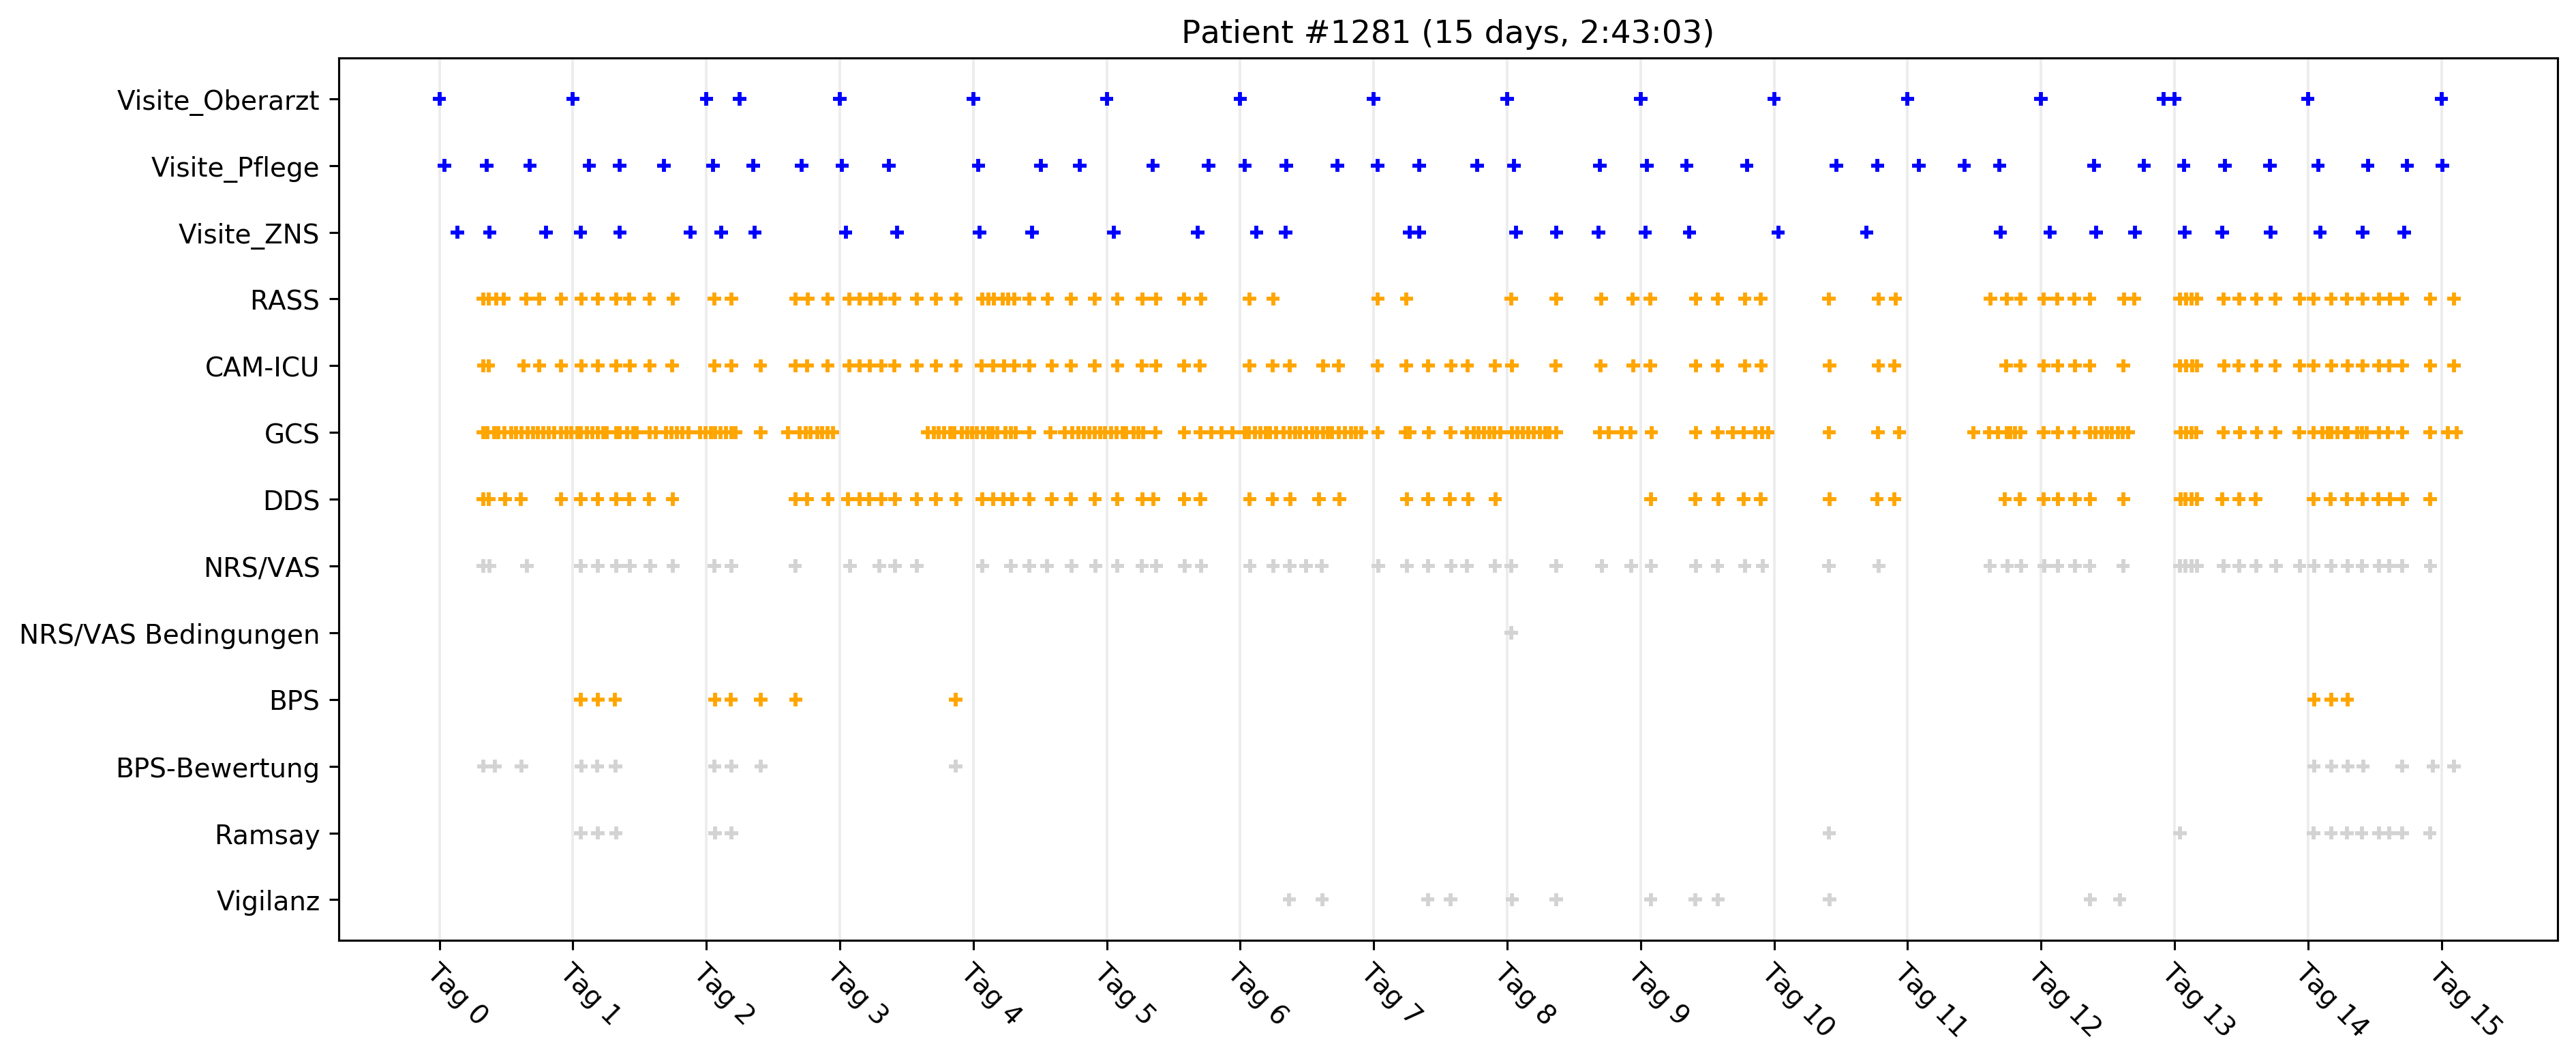 Patient #1281 (15 days, 2:43:03)
Visite_Oberarzt
Visite_Pflege
Visite_ZNS
RASS
CAM-ICU
GCS
DDS
NRS/VAS
NRS/VAS Bedingungen
BPS
BPS-Bewertung
Ramsay
Vigilanz
Tag 0
Tag 1
Tag 2
Tag 3
Tag 4
Tag 5
Tag 6
Tag 7
Tag 8
Tag 9
Tag 10
Tag 11
Tag 12
Tag 13
Tag 14
Tag 15